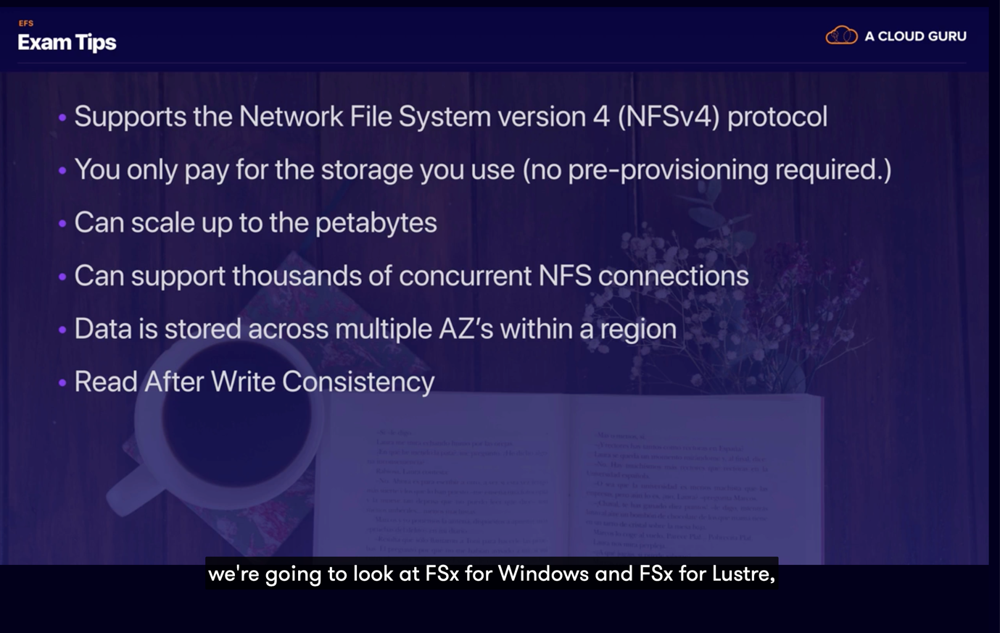 EFS
Exam Tips
A CLOUD GURU
• Supports the Network File System version 4 (NFSv4) protocol
• You only pay for the storage you use (no pre-provisioning required.)
• Can scale up to the petabytes
• Can support thousands of concurrent NFS connections
• Data is stored across multiple AZ's within a region
• Read After Write Consistency
we're going to look at FSx for Windows and FSx for Lustre,